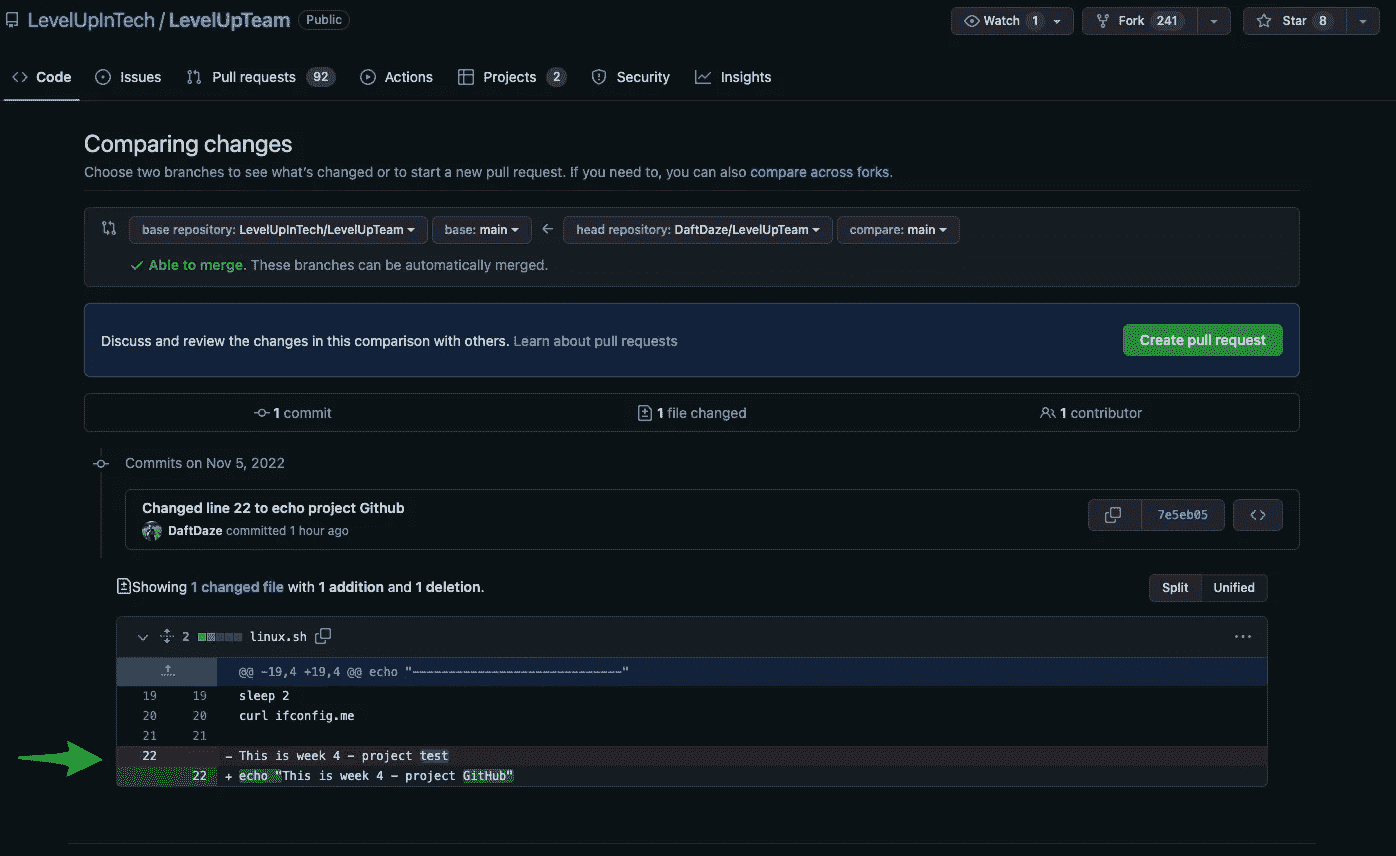 LevelUpInTech / LevelUpTeam Public
Watch 1 Fork 241 Star 8
Code Issues Pull requests 92 Actions Projects 2 Security Insights
Comparing changes
Choose two branches to see what's changed or to start a new pull request. If you need to, you can also compare across forks.
base repository: LevelUpInTech/LevelUpTeam base: main head repository: DaftDaze/LevelUpTeam compare: main
Able to merge. These branches can be automatically merged.
Discuss and review the changes in this comparison with others. Learn about pull requests
Create pull request
1 commit 1 file changed 1 contributor
Commits on Nov 5, 2022
Changed line 22 to echo project Github
DaftDaze committed 1 hour ago
7e5eb05
Showing 1 changed file with 1 addition and 1 deletion.
Split Unified
2 linux.sh
@@ -19,4 +19,4 @@ echo "~~~~~~~~~~~~~~~~~~~~~~~~~~~~~"
19 19 sleep 2
20 20 curl ifconfig.me
21 21
22 - This is week 4 - project test
22 + echo "This is week 4 - project GitHub"